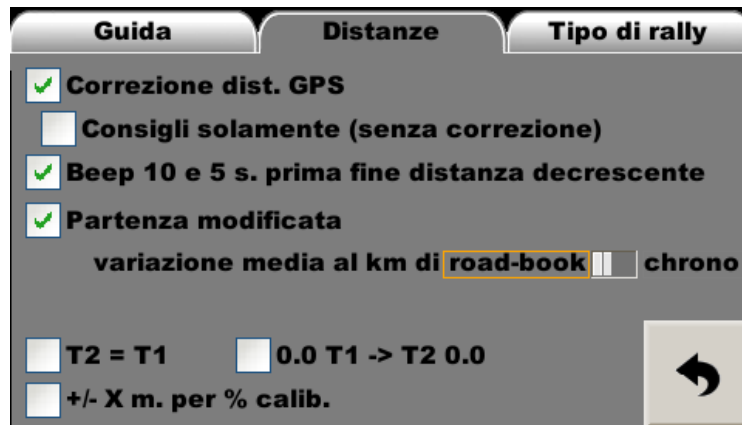 Guida Distanze Tipo di rally
Correzione dist. GPS
Consigli solamente (senza correzione)
Beep 10 e 5 s. prima fine distanza decrescente
Partenza modificata
variazione media al km di road-book chrono
T2 = T1 0.0 T1 -> T2 0.0
+/- X m. per % calib.